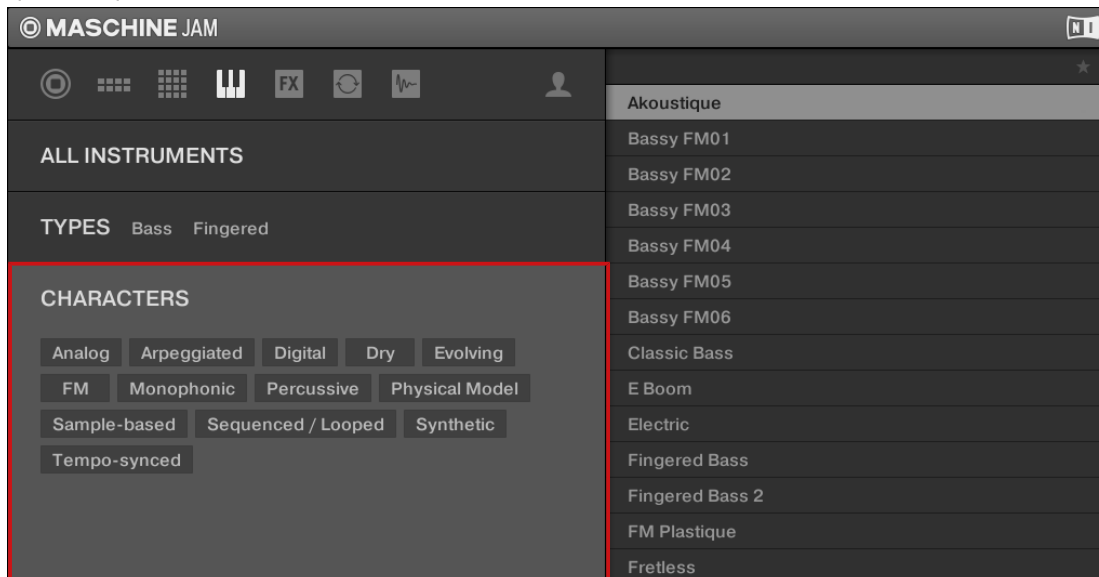 MASCHINE JAM
NI
FX
ALL INSTRUMENTS
TYPES Bass Fingered
CHARACTERS
Analog Arpeggiated Digital Dry Evolving
FM Monophonic Percussive Physical Model
Sample-based Sequenced / Looped Synthetic
Tempo-synced
Akoustique
Bassy FM01
Bassy FM02
Bassy FM03
Bassy FM04
Bassy FM05
Bassy FM06
Classic Bass
E Boom
Electric
Fingered Bass
Fingered Bass 2
FM Plastique
Fretless